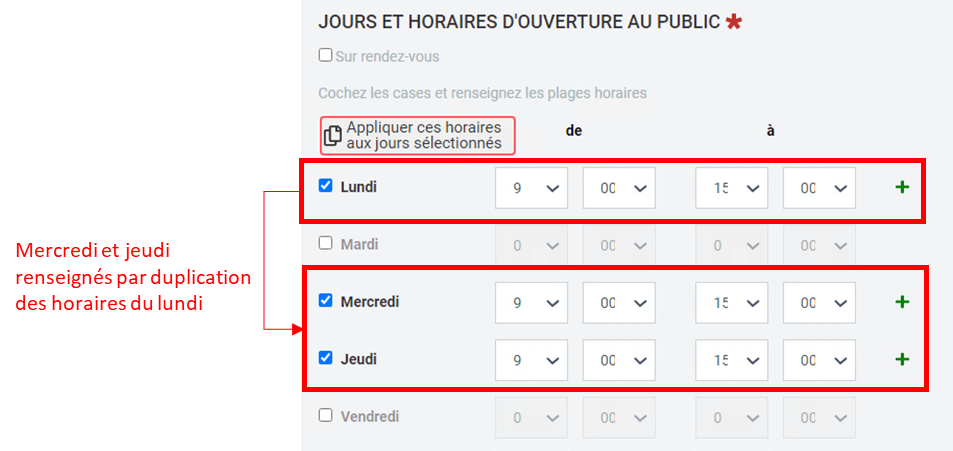 JOURS ET HORAIRES D'OUVERTURE AU PUBLIC *
Sur rendez-vous
Cochez les cases et renseignez les plages horaires
Appliquer ces horaires
aux jours sélectionnés
de à
Lundi 9 00 15 00 +
Mardi 0 00 0 00
Mercredi et jeudi
renseignés par duplication
des horaires du lundi
Mercredi 9 00 15 00 +
Jeudi 9 00 15 00 +
Vendredi 0 00 0 00